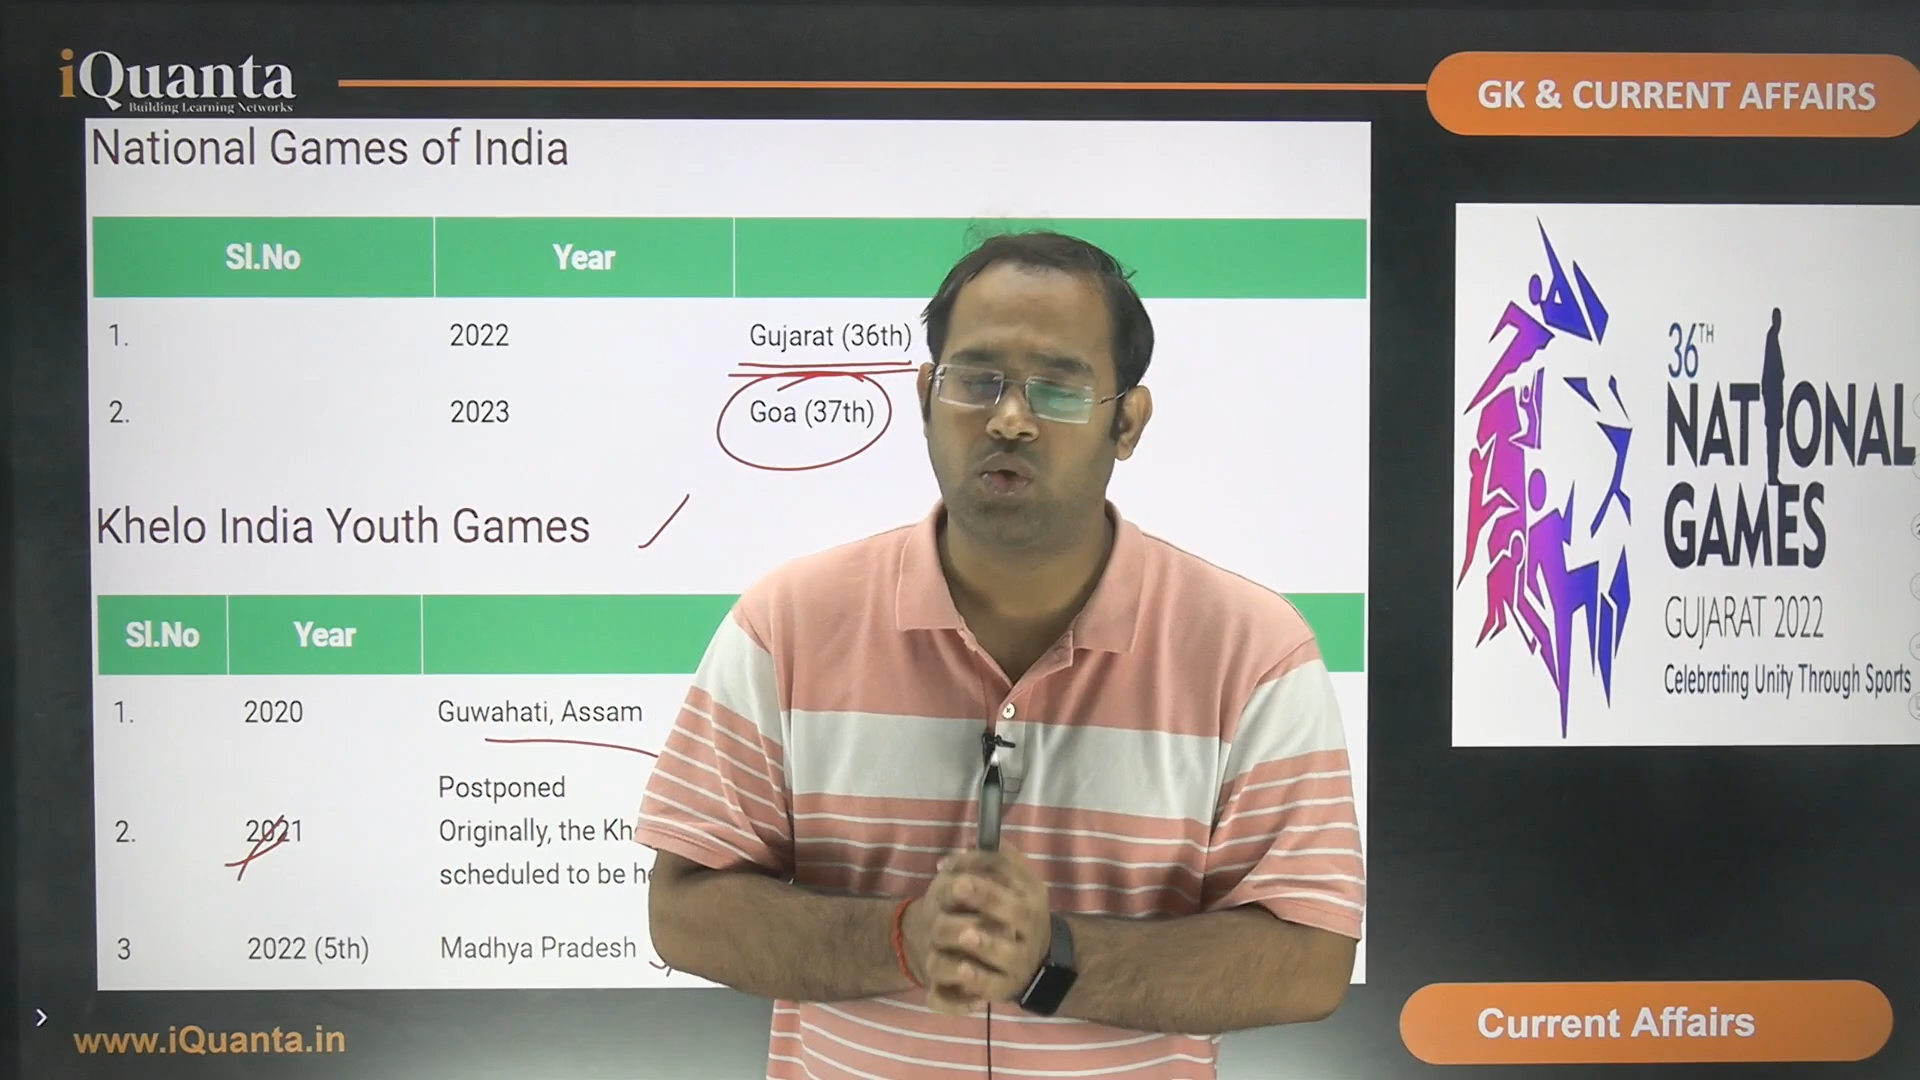 iQuanta
Building Learning Networks
GK & CURRENT AFFAIRS
National Games of India
Sl.No Year
1. 2022 Gujarat (36th)
2. 2023 Goa (37th)
Khelo India Youth Games
Sl.No Year
1. 2020 Guwahati, Assam
Postponed
2. 2021 Originally, the Kh
scheduled to be he
3 2022 (5th) Madhya Pradesh
36TH
NATIONAL
GAMES
GUJARAT 2022
Celebrating Unity Through Sports
www.iQuanta.in
Current Affairs